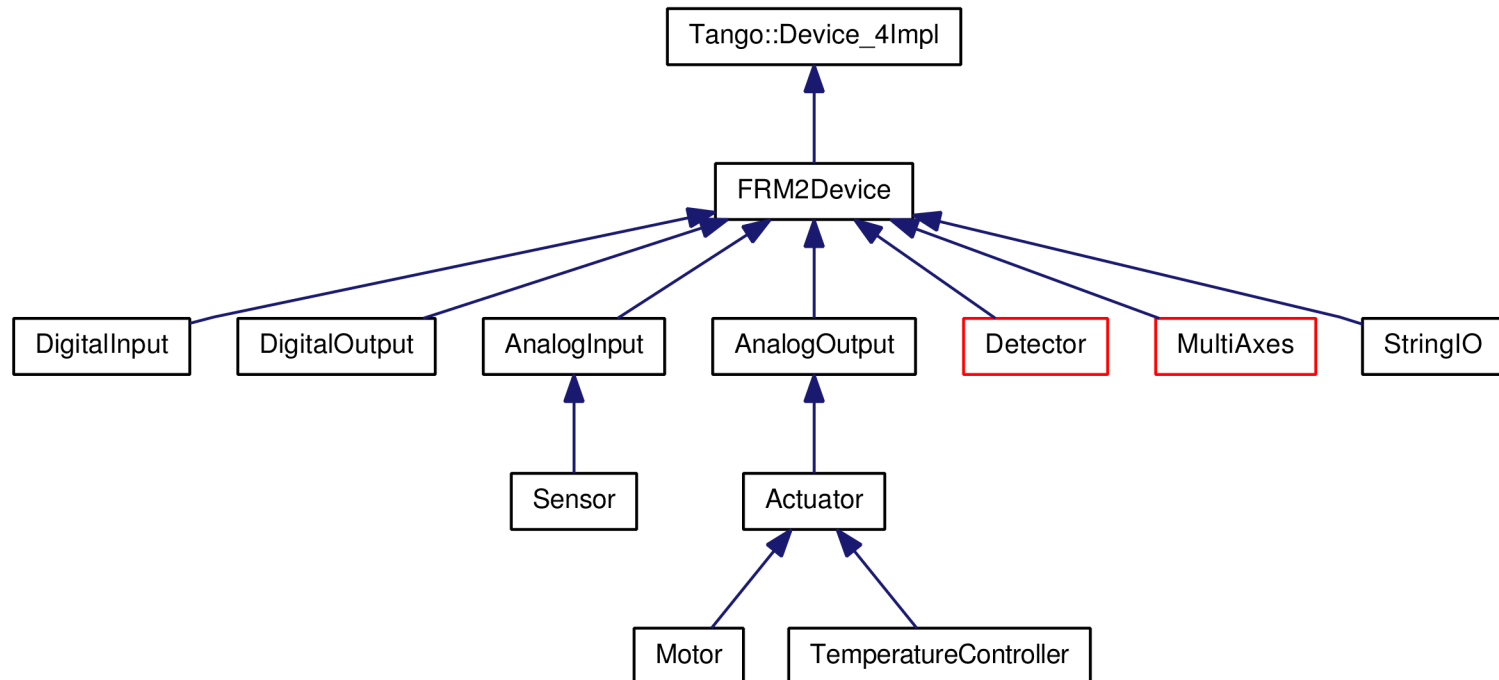 Tango::Device_4Impl
FRM2Device
DigitalInput
DigitalOutput
AnalogInput
AnalogOutput
Detector
MultiAxes
StringIO
Sensor
Actuator
Motor
TemperatureController